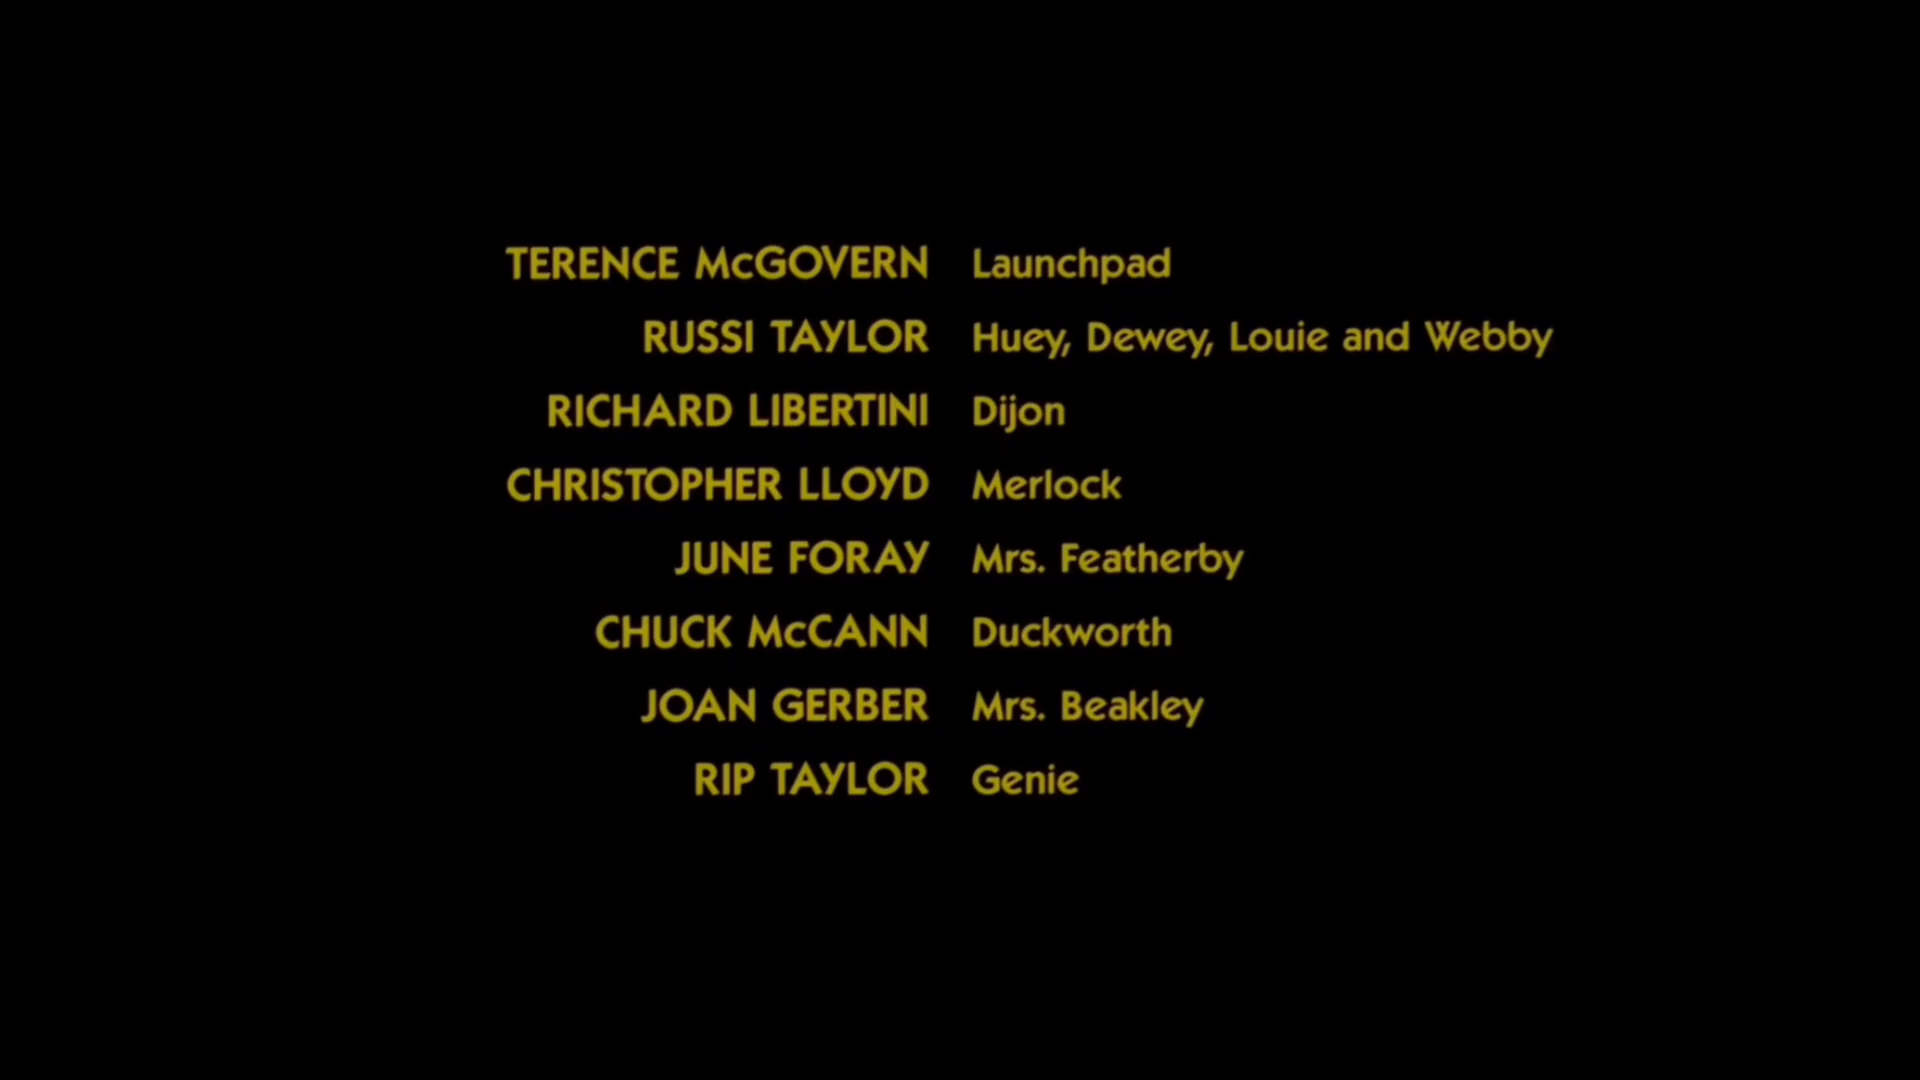 TERENCE McGOVERN Launchpad
RUSSI TAYLOR Huey, Dewey, Louie and Webby
RICHARD LIBERTINI Dijon
CHRISTOPHER LLOYD Merlock
JUNE FORAY Mrs. Featherby
CHUCK McCANN Duckworth
JOAN GERBER Mrs. Beakley
RIP TAYLOR Genie